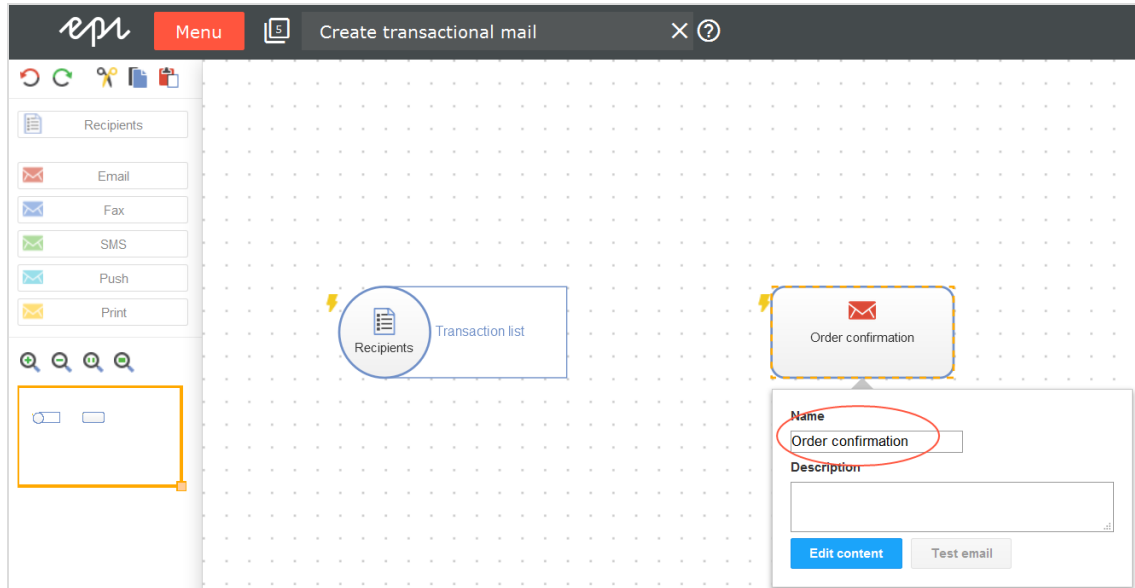 epi
Menu
5
Create transactional mail
Recipients
Email
Fax
SMS
Push
Print
Recipients
Transaction list
Order confirmation
Name
Order confirmation
Description
Edit content
Test email